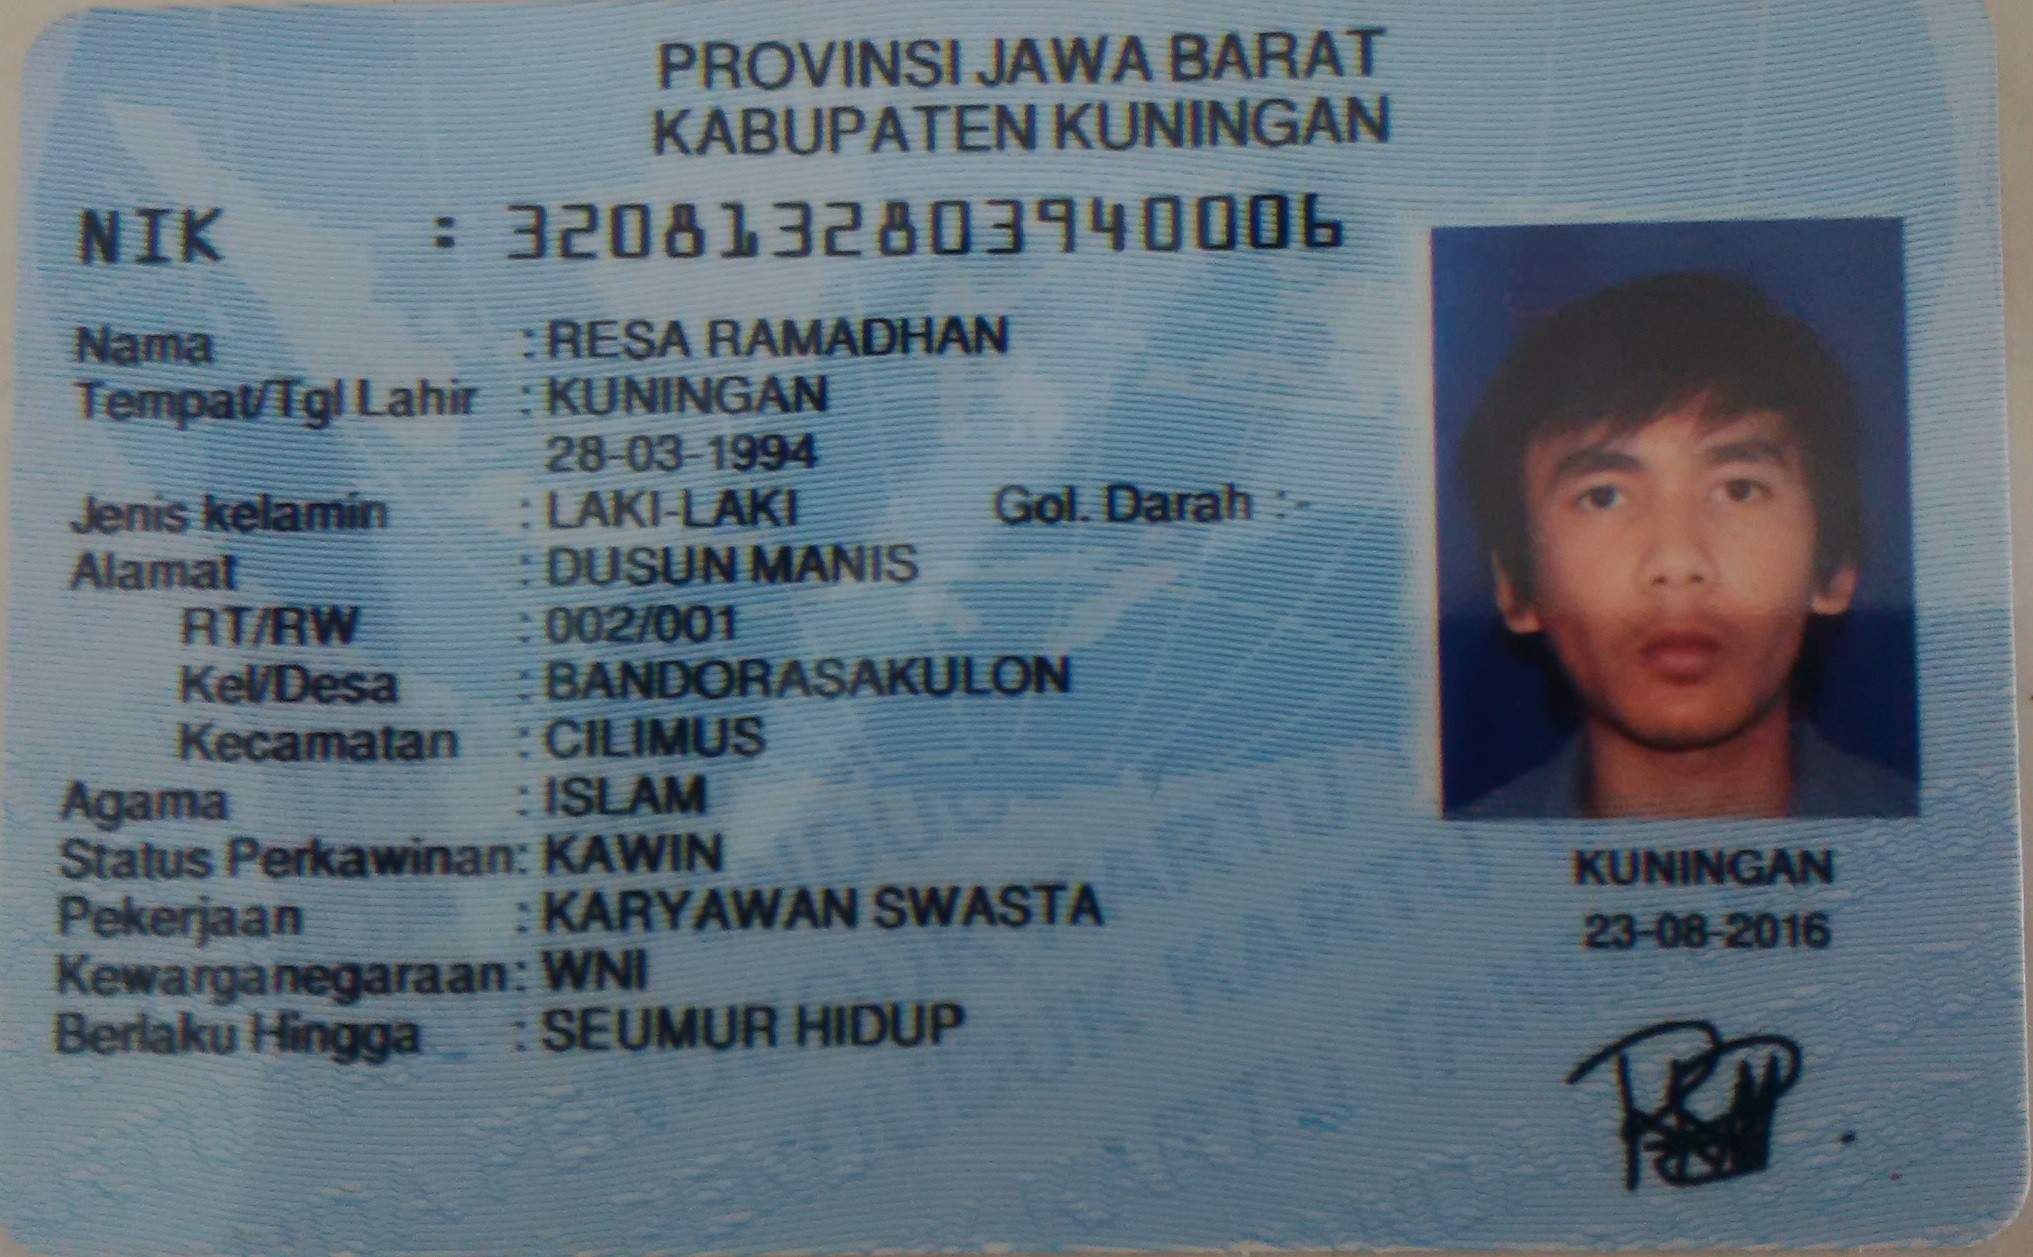 PROVINSI JAWA BARAT
KABUPATEN KUNINGAN
NIK : 3208132803940006
Nama : RESA RAMADHAN
Tempat/Tgl Lahir : KUNINGAN
28-03-1994
Jenis kelamin : LAKI-LAKI Gol. Darah :-
Alamat : DUSUN MANIS
RT/RW : 002/001
Kel/Desa : BANDORASAKULON
Kecamatan : CILIMUS
Agama : ISLAM
Status Perkawinan: KAWIN
Pekerjaan : KARYAWAN SWASTA
Kewarganegaraan: WNI
Berlaku Hingga : SEUMUR HIDUP
KUNINGAN
23-08-2016